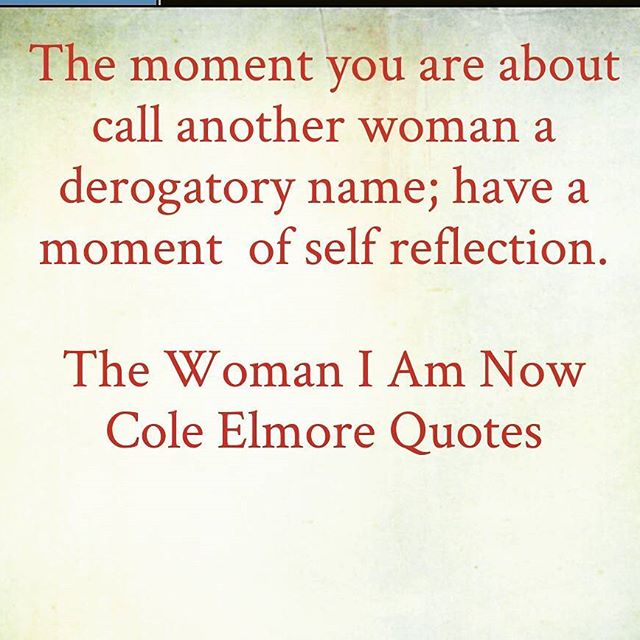 The moment you are about
call another woman a
derogatory name; have a
moment  of self reflection.
The Woman I Am Now
Cole Elmore Quotes